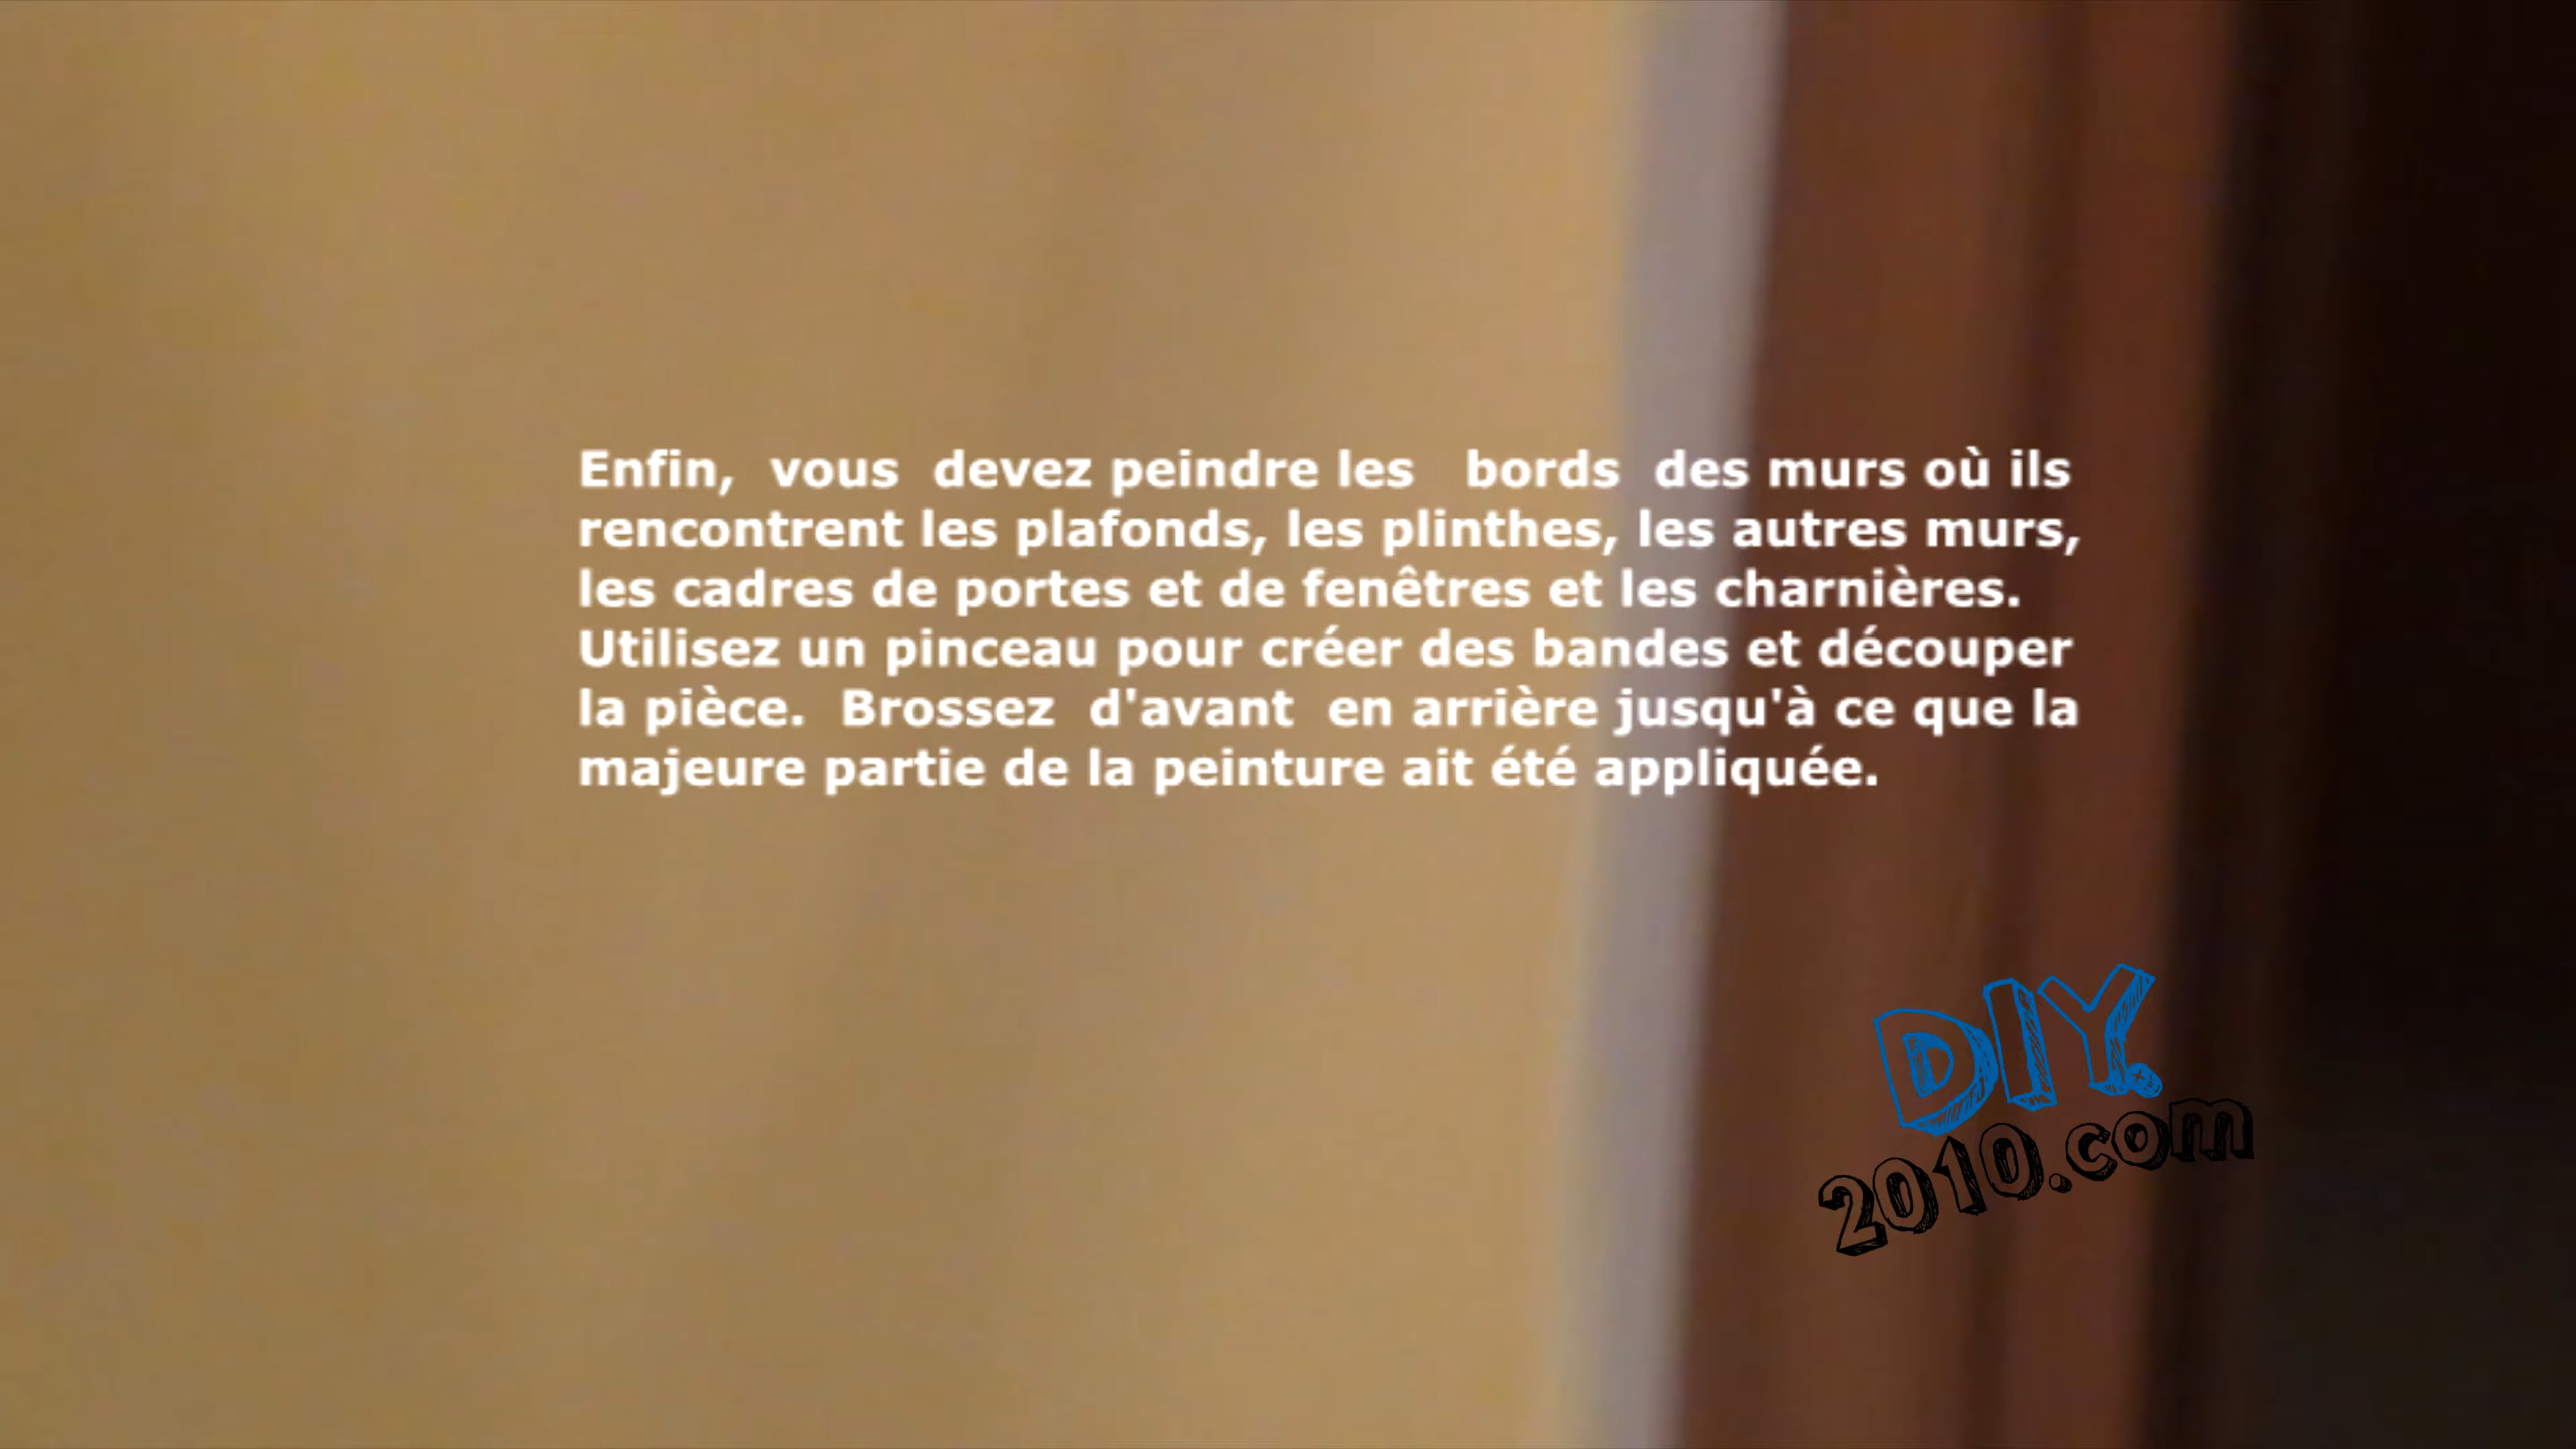 Enfin, vous devez peindre les bords des murs où ils
rencontrent les plafonds, les plinthes, les autres murs,
les cadres de portes et de fenêtres et les charnières.
Utilisez un pinceau pour créer des bandes et découper
la pièce. Brossez d'avant en arrière jusqu'à ce que la
majeure partie de la peinture ait été appliquée.
DIY.
2010.com